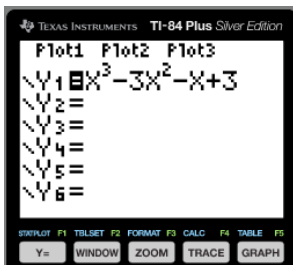 TEXAS INSTRUMENTS TI-84 Plus Silver Edition
Plot1 Plot2 Plot3
\Y₁=X³-3X²-X+3
\Y₂=
\Y₃=
\Y₄=
\Y₅=
\Y₆=
STATPLOT F1 TBLSET F2 FORMAT F3 CALC F4 TABLE F5
Y= WINDOW ZOOM TRACE GRAPH